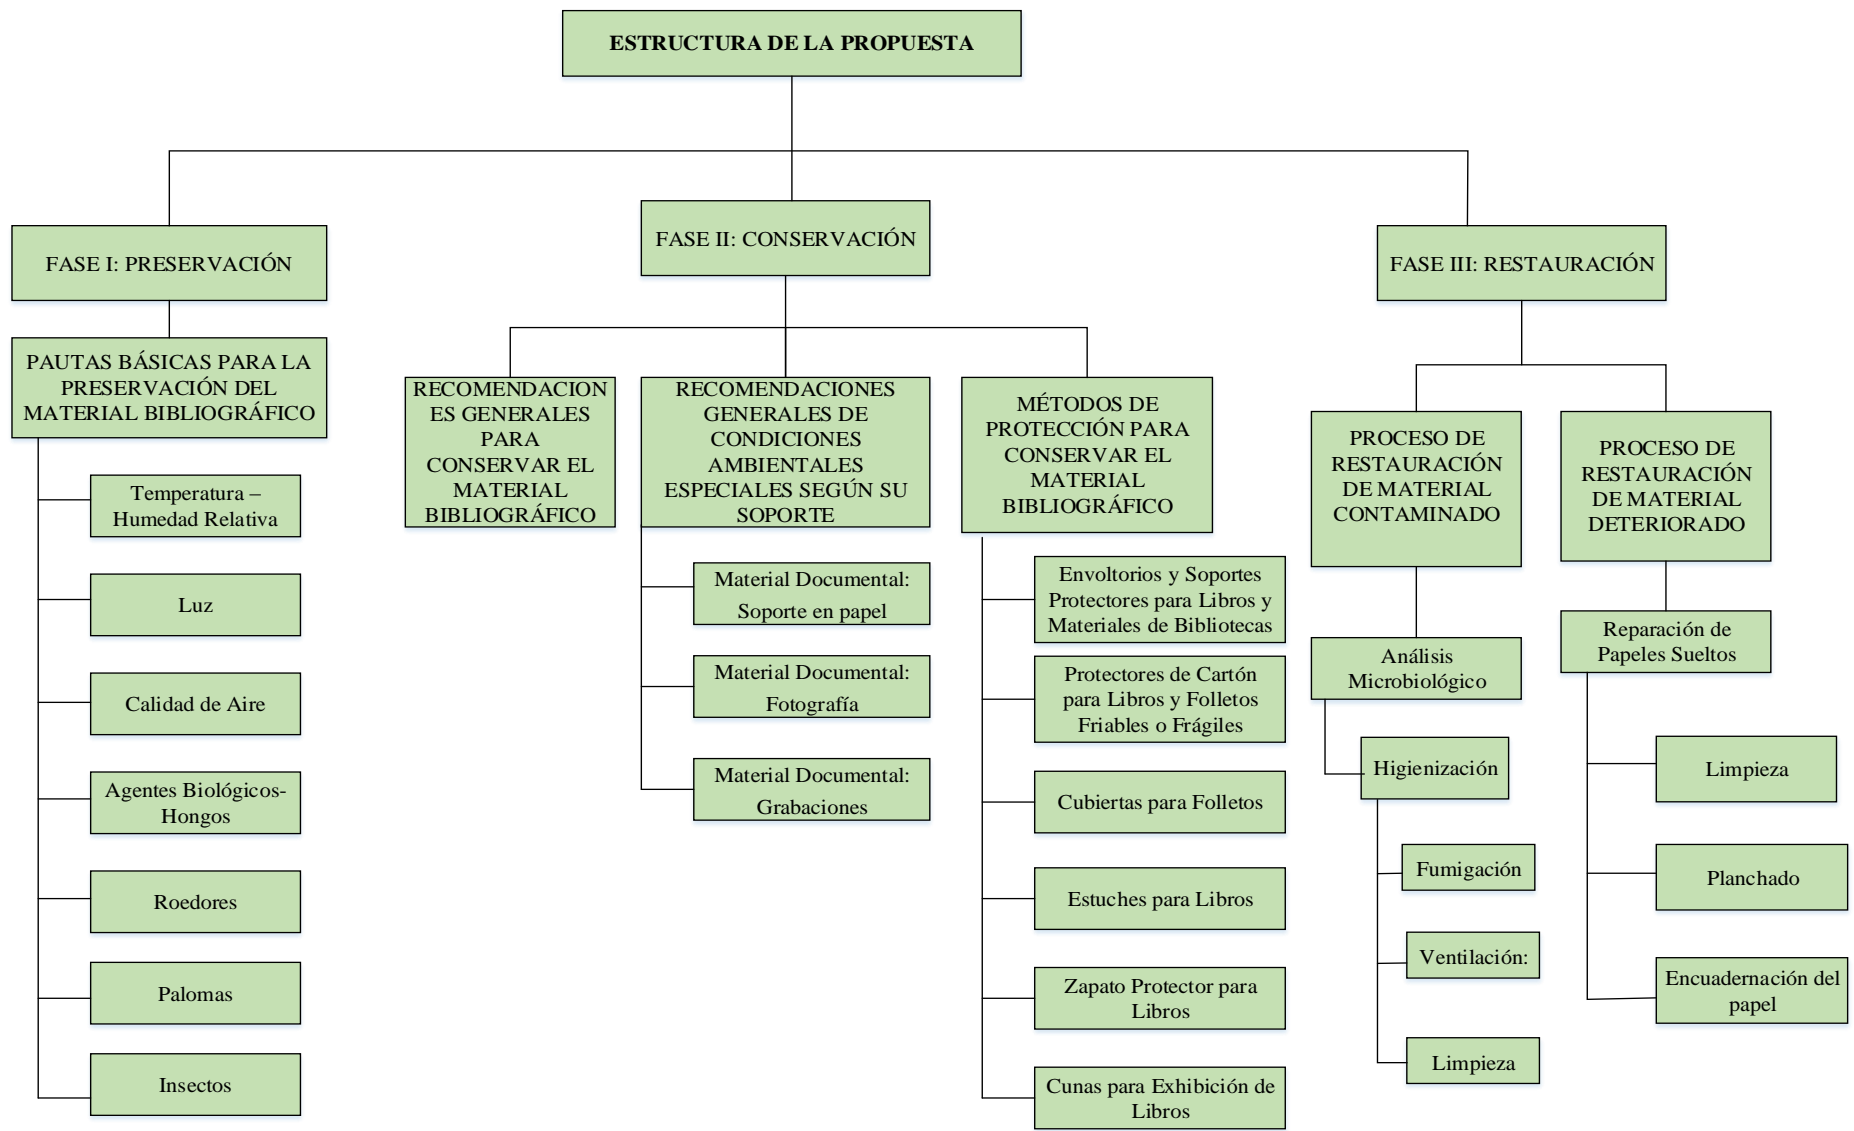 ESTRUCTURA DE LA PROPUESTA
FASE I: PRESERVACIÓN
PAUTAS BÁSICAS PARA LA
PRESERVACIÓN DEL
MATERIAL BIBLIOGRÁFICO
Temperatura –
Humedad Relativa
Luz
Calidad de Aire
Agentes Biológicos-
Hongos
Roedores
Palomas
Insectos
FASE II: CONSERVACIÓN
RECOMENDACION
ES GENERALES
PARA
CONSERVAR EL
MATERIAL
BIBLIOGRÁFICO
RECOMENDACIONES
GENERALES DE
CONDICIONES
AMBIENTALES
ESPECIALES SEGÚN SU
SOPORTE
Material Documental:
Soporte en papel
Material Documental:
Fotografía
Material Documental:
Grabaciones
MÉTODOS DE
PROTECCIÓN PARA
CONSERVAR EL
MATERIAL
BIBLIOGRÁFICO
Envoltorios y Soportes
Protectores para Libros y
Materiales de Bibliotecas
Protectores de Cartón
para Libros y Folletos
Friables o Frágiles
Cubiertas para Folletos
Estuches para Libros
Zapato Protector para
Libros
Cunas para Exhibición de
Libros
FASE III: RESTAURACIÓN
PROCESO DE
RESTAURACIÓN
DE MATERIAL
CONTAMINADO
Análisis
Microbiológico
Higienización
Fumigación
Ventilación:
Limpieza
PROCESO DE
RESTAURACIÓN
DE MATERIAL
DETERIORADO
Reparación de
Papeles Sueltos
Limpieza
Planchado
Encuadernación del
papel